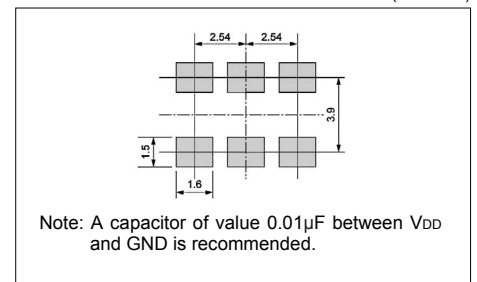 2.54 2.54
3.9
1.5
1.6
Note: A capacitor of value 0.01µF between VDD
and GND is recommended.